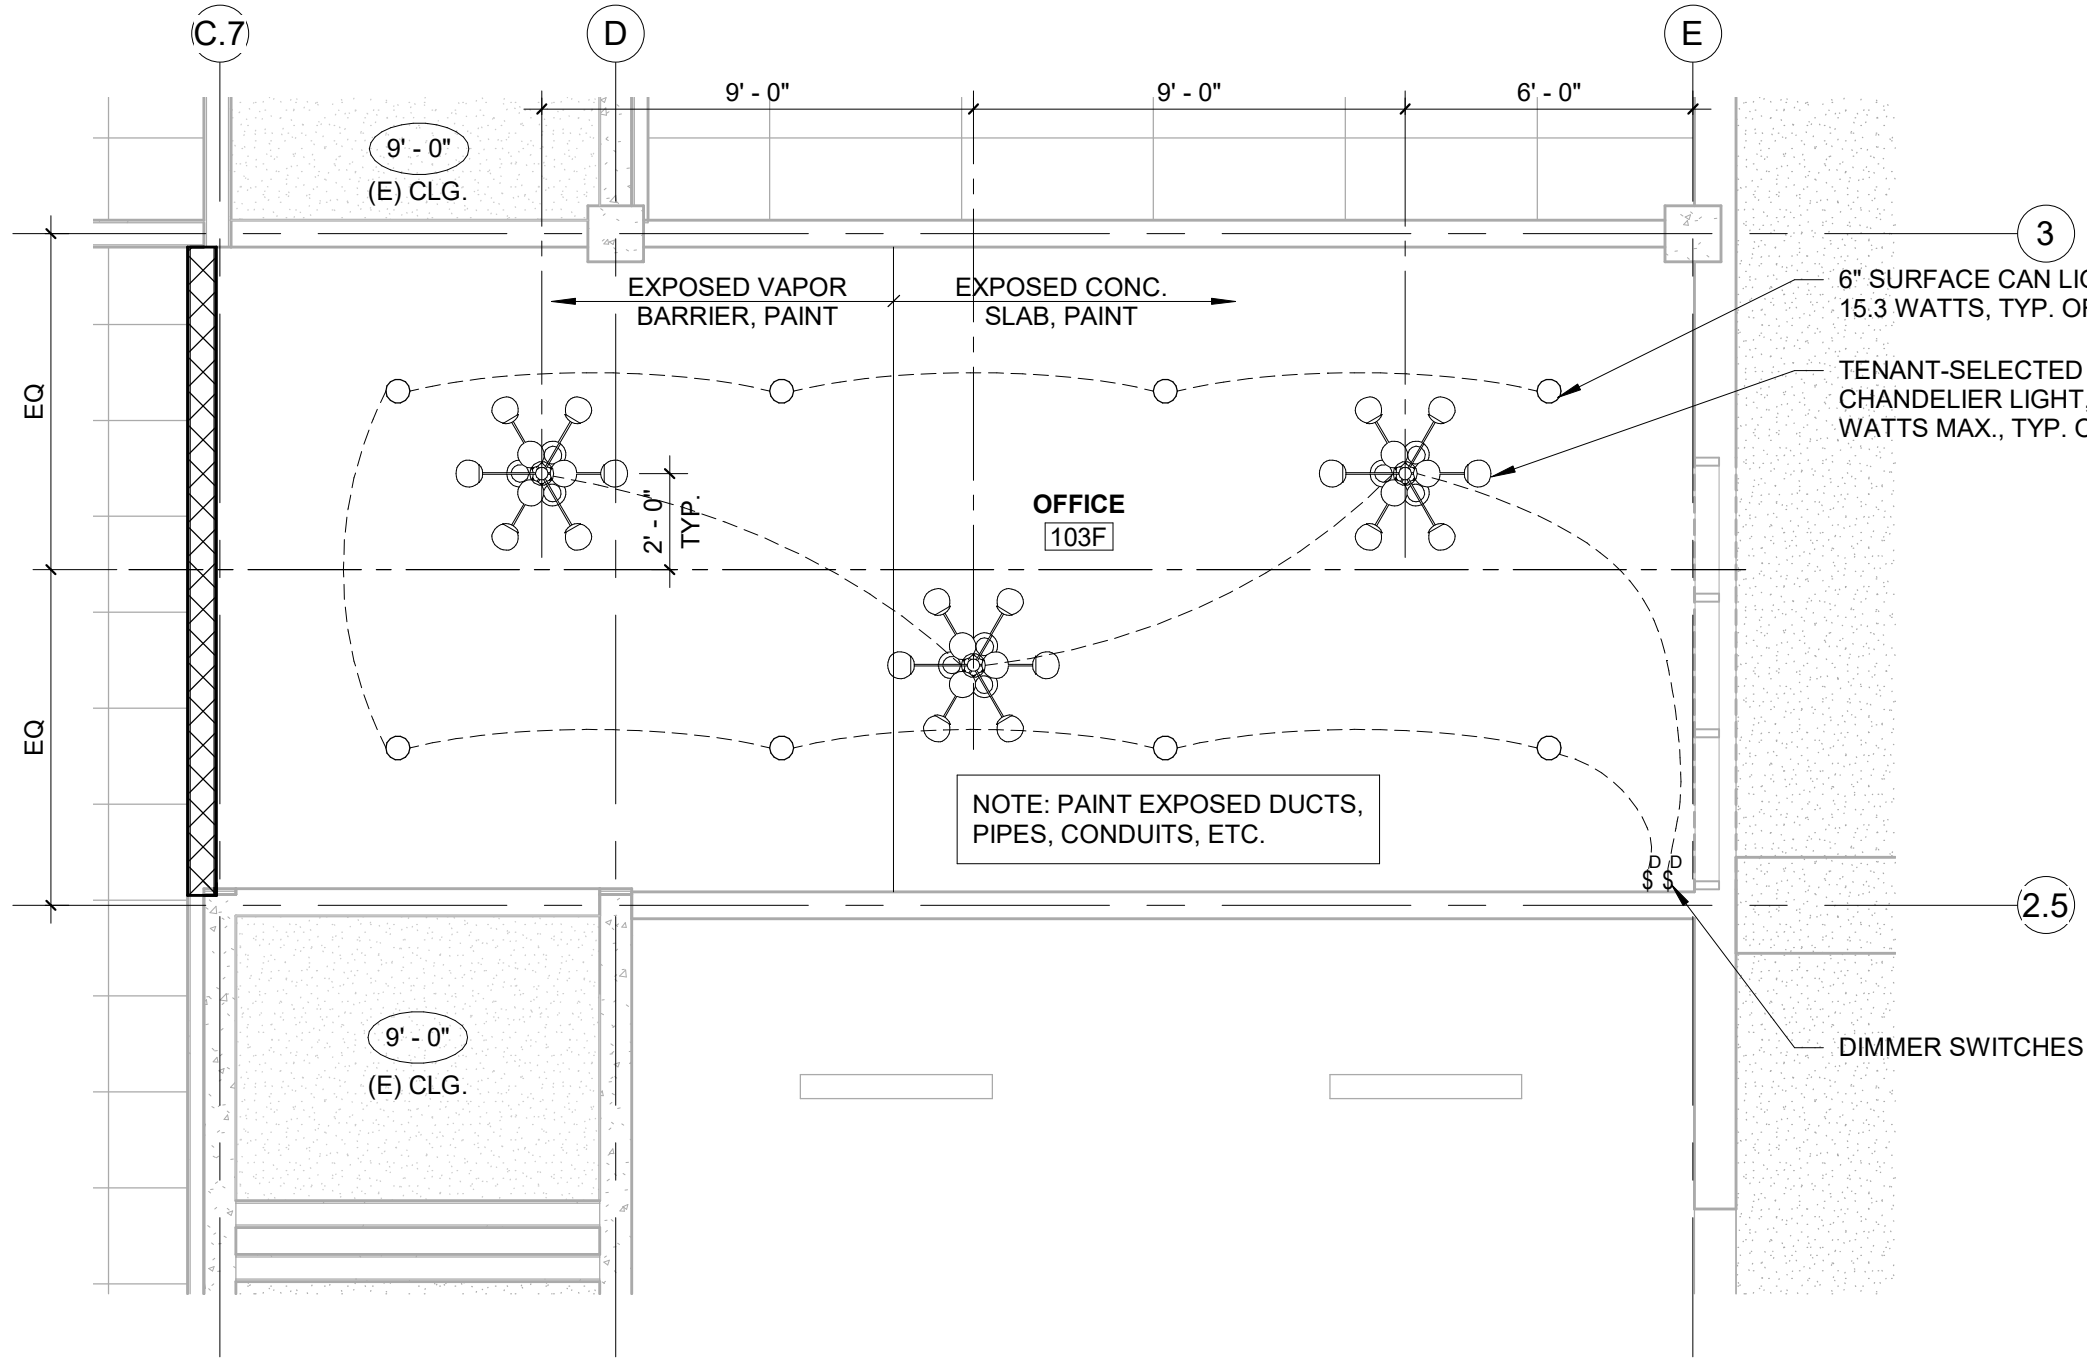 C.7
D
E
9' - 0"
9' - 0"
6' - 0"
9' - 0"
(E) CLG.
3
EXPOSED VAPOR
BARRIER, PAINT
EXPOSED CONC.
SLAB, PAINT
6" SURFACE CAN
15.3 WATTS, TYP.
TENANT-SELECTED
CHANDELIER LIGHT,
WATTS MAX., TYP.
EQ
2' - 0"
TYP.
OFFICE
103F
EQ
NOTE: PAINT EXPOSED DUCTS,
PIPES, CONDUITS, ETC.
D D
$ $
2.5
9' - 0"
(E) CLG.
DIMMER SWITCHES